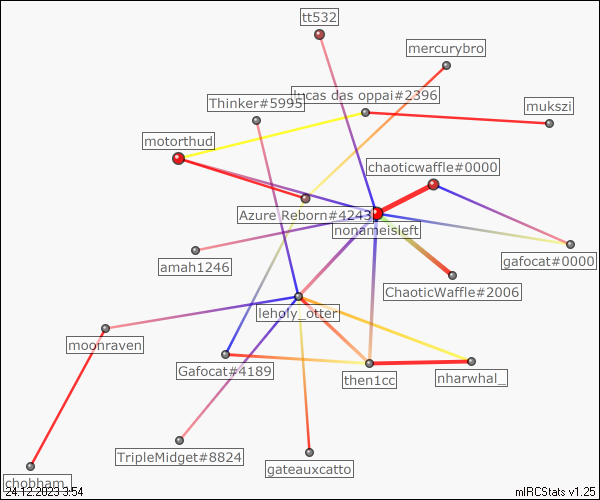 tt532
mercurybro
lucas das oppai#2396
Thinker#5995
mukszi
motorthud
chaoticwaffle#0000
Azure Reborn#4243
nonameisleft
amah1246
gafocat#0000
ChaoticWaffle#2006
leholy_otter
moonraven
Gafocat#4189
then1cc
nharwhal_
TripleMidget#8824
gateauxcatto
chobham_
24.12.2023 3:54
mIRCStats v1.25